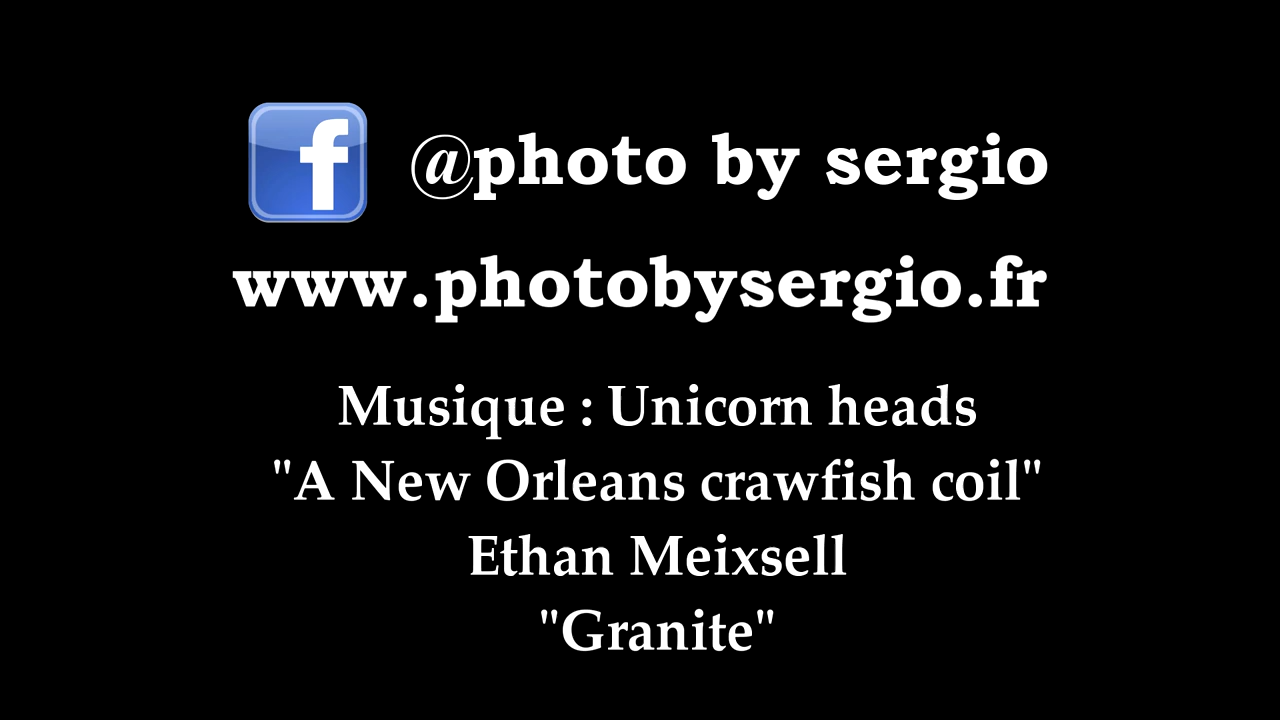 f @photo by sergio
www.photobysergio.fr
Musique : Unicorn heads
"A New Orleans crawfish coil"
Ethan Meixsell
"Granite"